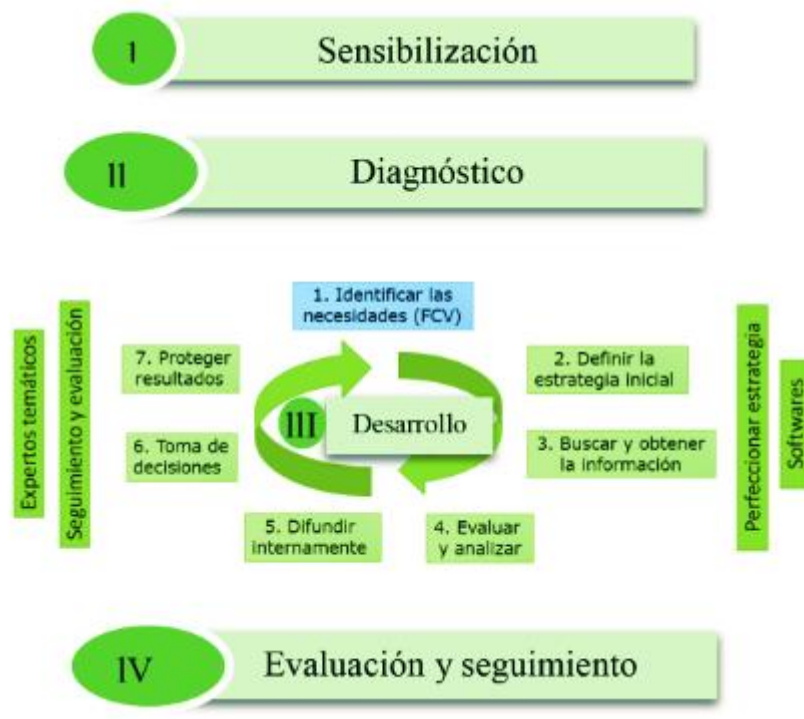 I
Sensibilización
II
Diagnóstico
1. Identificar las
necesidades (FCV)
Expertos temáticos
Seguimiento y evaluación
7. Proteger
resultados
2. Definir la
estrategia inicial
III
Desarrollo
6. Toma de
decisiones
3. Buscar y obtener
la información
5. Difundir
internamente
4. Evaluar
y analizar
Perfeccionar estrategia
Softwares
IV
Evaluación y seguimiento